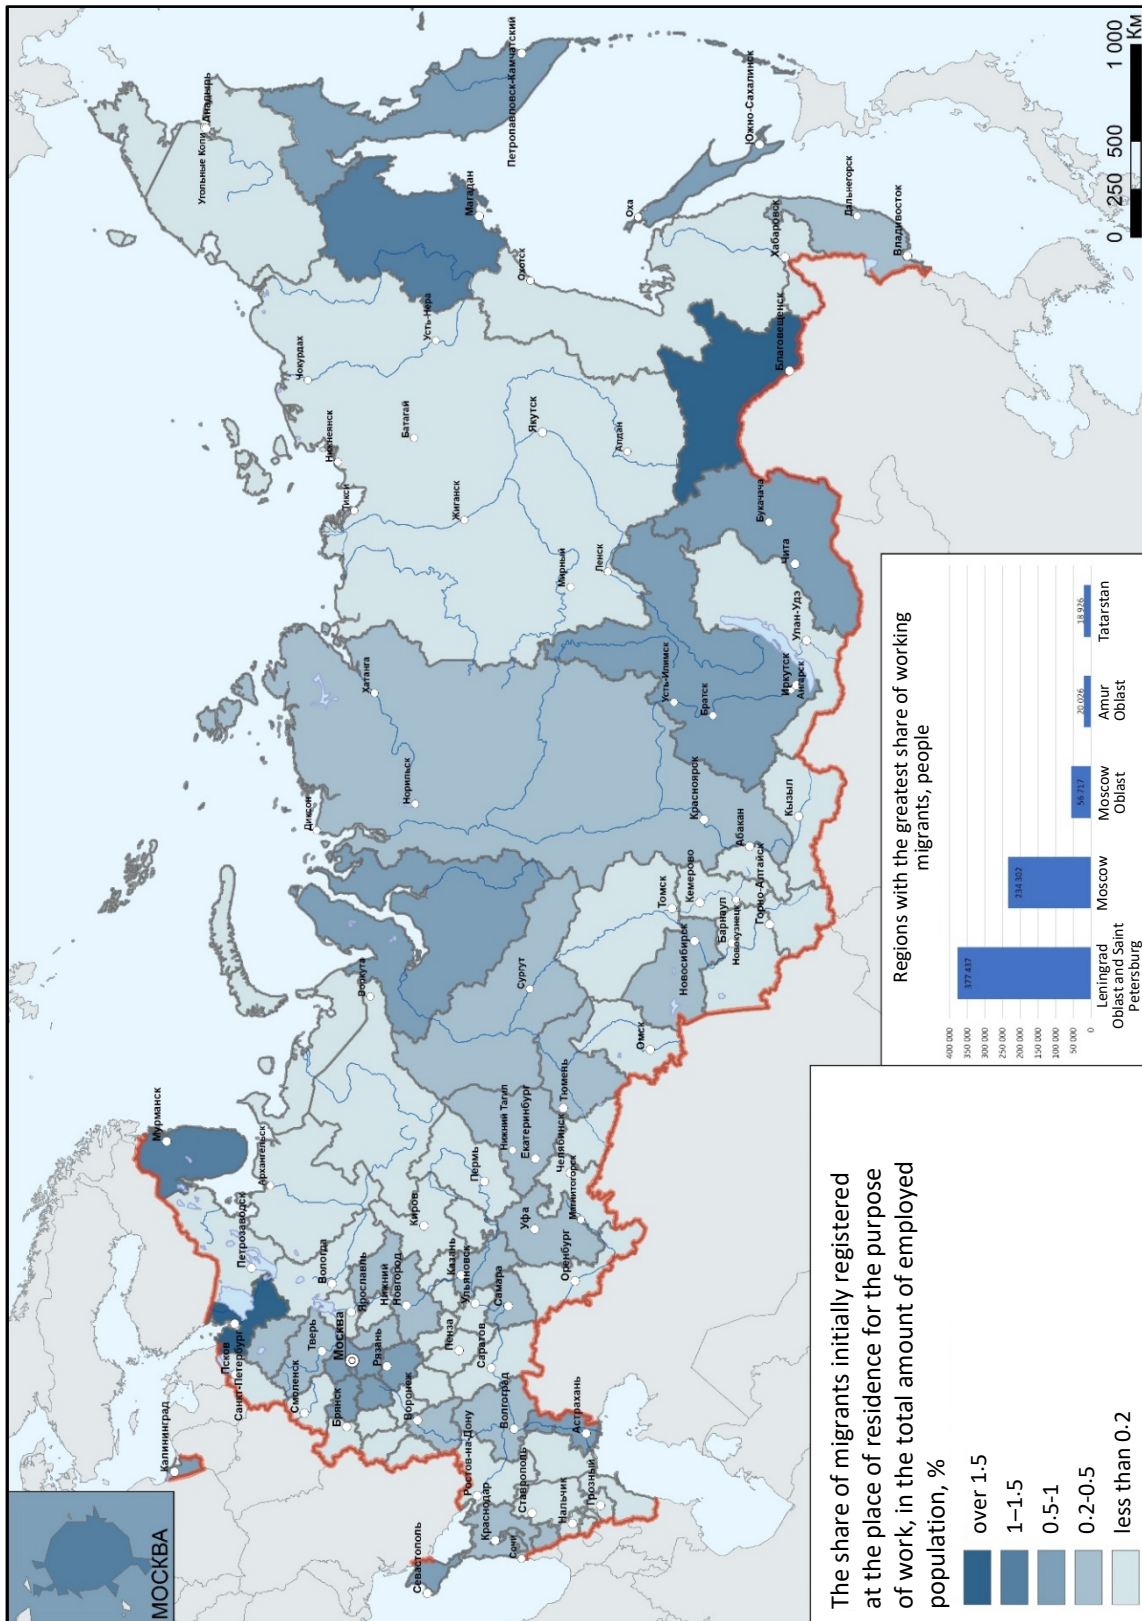 МОСКВА
Калининград
Мурманск
Псков
Санкт-Петербург
Петрозаводск
Архангельск
Вологда
Ярославль
Тверь
Москва
Смоленск
Брянск
Рязань
Нижний
Новгород
Воронеж
Киров
Казань
Ульяновск
Пенза
Саратов
Самара
Пермь
Нижний Тагил
Екатеринбург
Уфа
Челябинск
Магнитогорск
Оренбург
Тюмень
Волгоград
Астрахань
Ростов-на-Дону
Краснодар
Севастополь
Сочи
Ставрополь
Нальчик
Грозный
Воркута
Сургут
Омск
Томск
Новосибирск
Кемерово
Барнаул
Новокузнецк
Горно-Алтайск
Абакан
Красноярск
Кызыл
Диксон
Норильск
Хатанга
Усть-Илимск
Братск
Иркутск
Ангарск
Улан-Удэ
Чита
Букачача
Тикси
Нижнеянск
Чокурдах
Батагай
Жиганск
Усть-Нера
Якутск
Мирный
Ленск
Алдан
Угольные Копи
Анадырь
Магадан
Охотск
Петропавловск-Камчатский
Оха
Южно-Сахалинск
Благовещенск
Хабаровск
Дальнегорск
Владивосток
0 250 500 1 000
Км
The share of migrants initially registered
at the place of residence for the purpose
of work, in the total amount of employed
population, %
over 1.5
1–1.5
0.5-1
0.2-0.5
less than 0.2
Regions with the greatest share of working
migrants, people
400 000
350 000
300 000
250 000
200 000
150 000
100 000
50 000
0
377 437
234 302
56 717
20 026
18 926
Leningrad
Oblast and Saint
Petersburg
Moscow
Moscow
Oblast
Amur
Oblast
Tatarstan